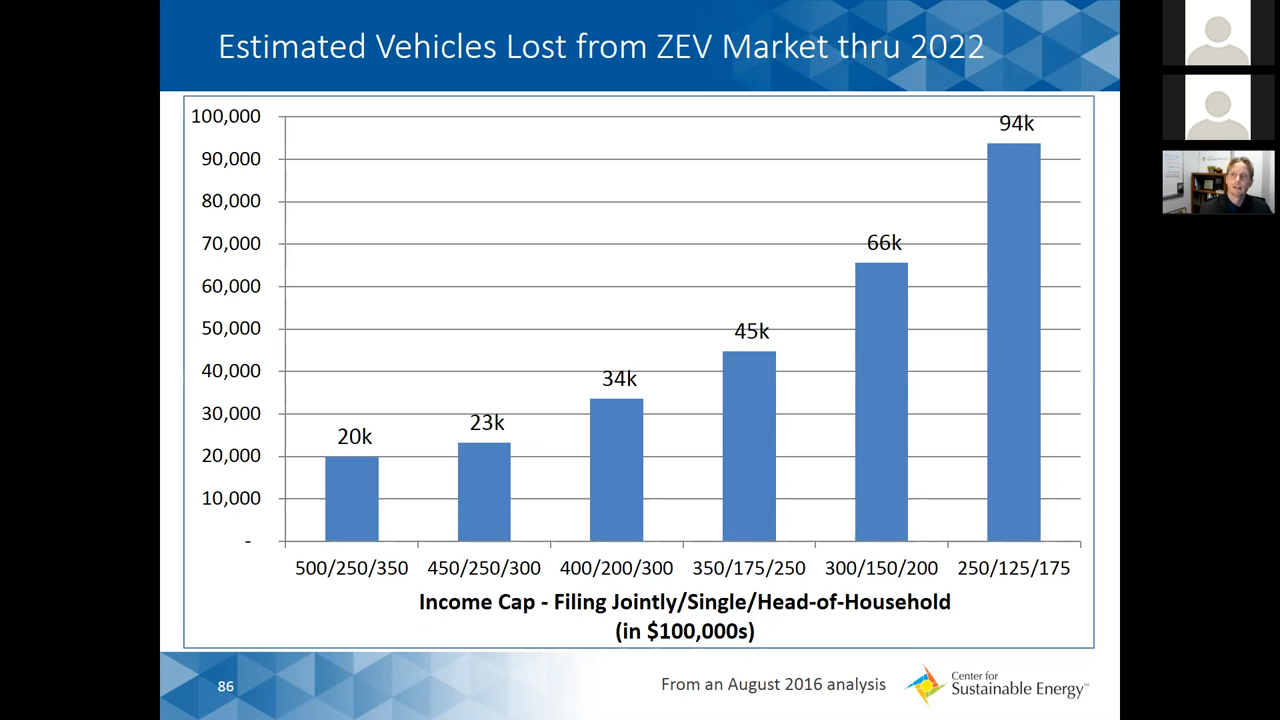 Estimated Vehicles Lost from ZEV Market thru 2022
100,000
90,000
80,000
70,000
60,000
50,000
40,000
30,000
20,000
10,000
-
20k
23k
34k
45k
66k
94k
500/250/350 450/250/300 400/200/300 350/175/250 300/150/200 250/125/175
Income Cap - Filing Jointly/Single/Head-of-Household
(in $100,000s)
86
From an August 2016 analysis
Center for
Sustainable Energy™